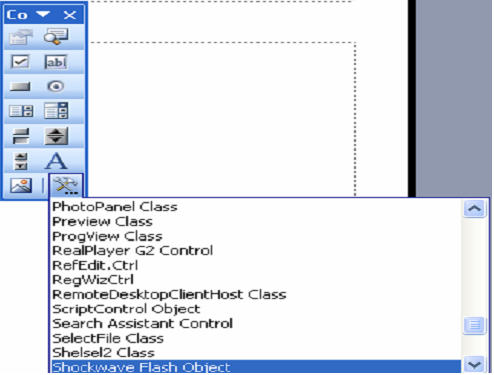 Co
ab
A
PhotoPanel Class
Preview Class
ProgView Class
RealPlayer G2 Control
RefEdit.Ctrl
RegWizCtrl
RemoteDesktopClientHost Class
ScriptControl Object
Search Assistant Control
SelectFile Class
Shelsel2 Class
Shockwave Flash Object